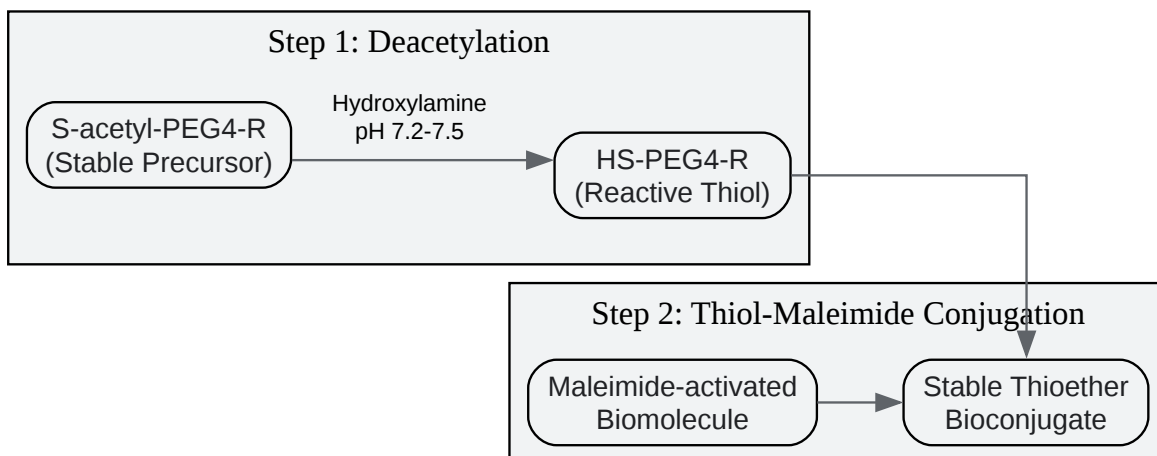 Step 1: Deacetylation
S-acetyl-PEG4-R
(Stable Precursor)
Hydroxylamine
pH 7.2-7.5
HS-PEG4-R
(Reactive Thiol)
Step 2: Thiol-Maleimide Conjugation
Maleimide-activated
Biomolecule
Stable Thioether
Bioconjugate